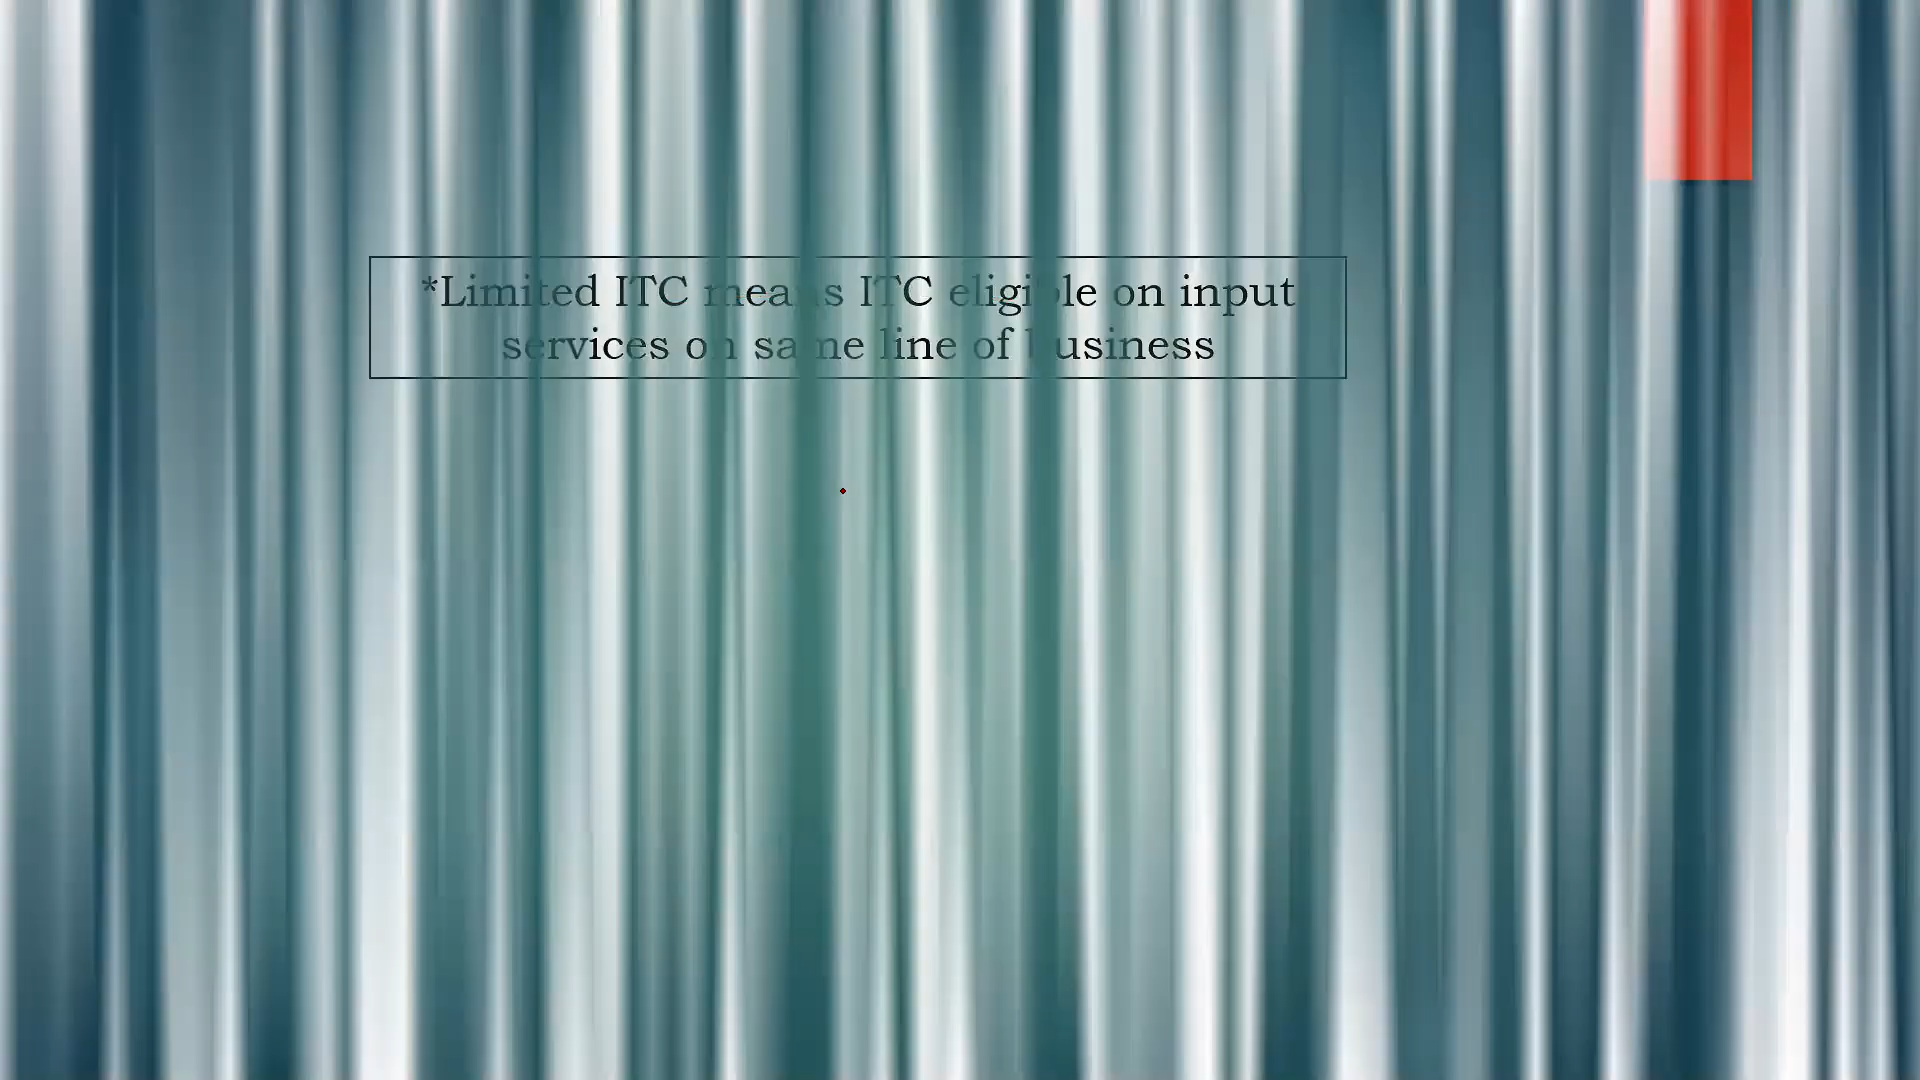 *Limited ITC means ITC eligible on input
services on same line of business